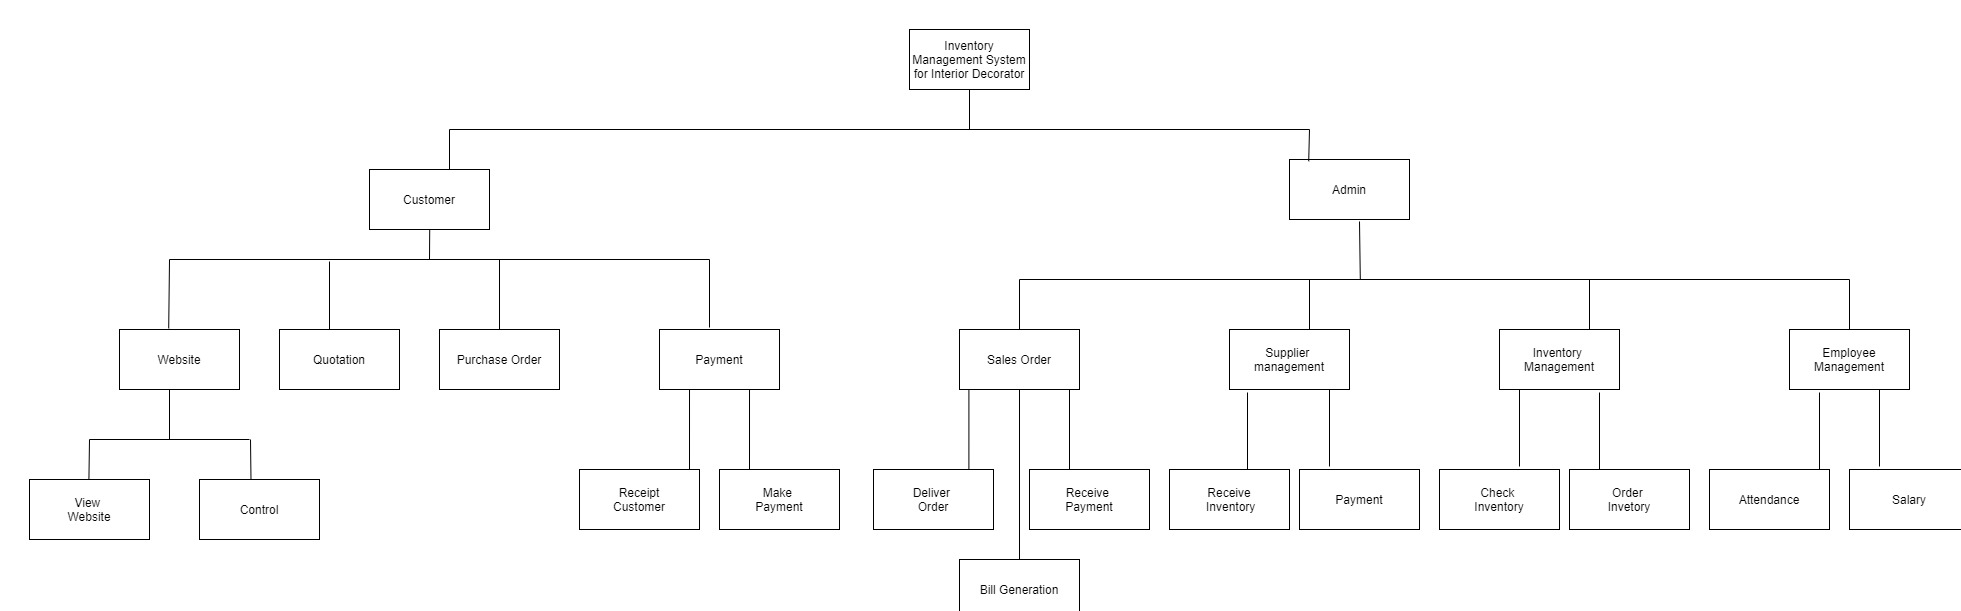 Inventory
Management System
for Interior Decorator
Customer
Admin
Website
Quotation
Purchase Order
Payment
Sales Order
Supplier
management
Inventory
Management
Employee
Management
View
Website
Control
Receipt
Customer
Make
Payment
Deliver
Order
Receive
Payment
Receive
Inventory
Payment
Check
Inventory
Order
Invetory
Attendance
Salary
Bill Generation